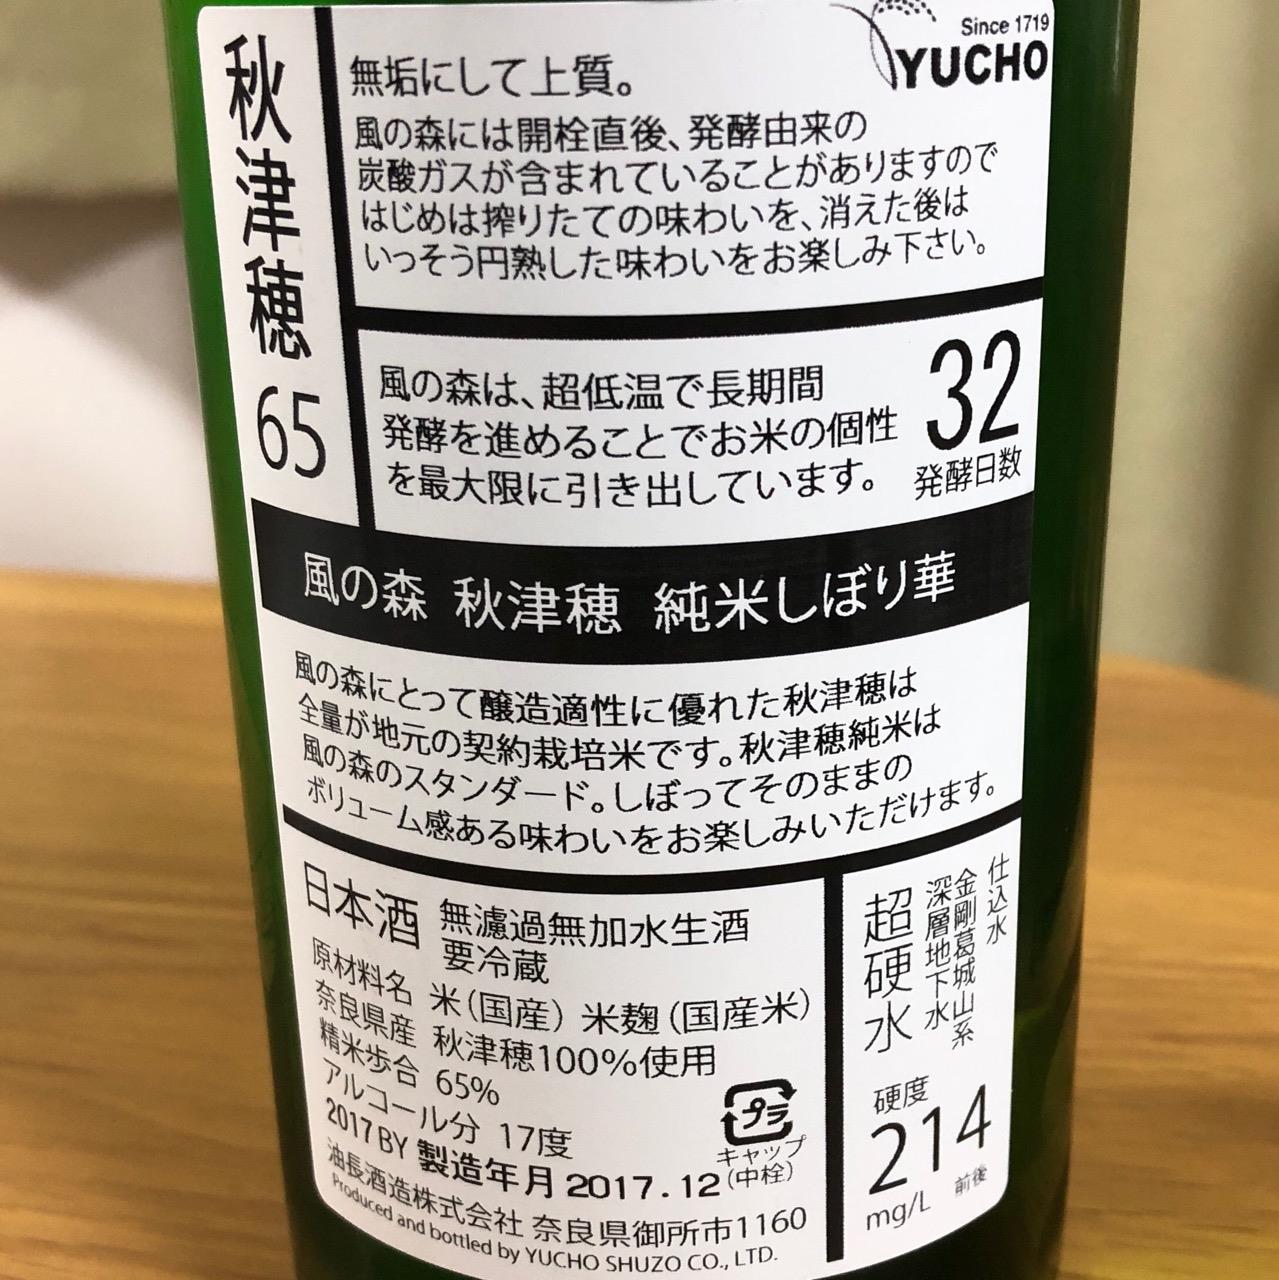 秋津穂
65
Since 1719
YUCHO
無垢にして上質。
風の森には開栓直後、発酵由来の
炭酸ガスが含まれていることがありますので
はじめは搾りたての味わいを、消えた後は
いっそう円熟した味わいをお楽しみ下さい。
風の森は、超低温で長期間
発酵を進めることでお米の個性
を最大限に引き出しています。
32
発酵日数
風の森 秋津穂 純米しぼり華
風の森にとって醸造適性に優れた秋津穂は
全量が地元の契約栽培米です。秋津穂純米は
風の森のスタンダード。しぼってそのままの
ボリューム感ある味わいをお楽しみいただけます。
日本酒 無濾過無加水生酒
要冷蔵
原材料名 米(国産) 米麹(国産米)
奈良県産 秋津穂100%使用
精米歩合 65%
アルコール分 17度
2017BY 製造年月 2017.12
プラ
キャップ
(中栓)
油長酒造株式会社 奈良県御所市1160
Produced and bottled by YUCHO SHUZO CO., LTD.
仕込水
金剛葛城山系
深層地下水
超硬水
硬度
214
mg/L 前後